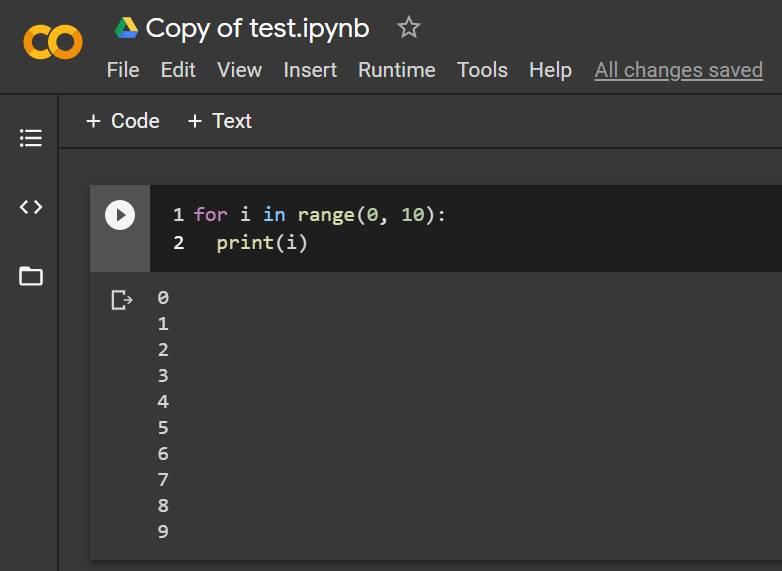 Copy of test.ipynb
File Edit View Insert Runtime Tools Help All changes saved
+ Code + Text
1 for i in range(0, 10):
2   print(i)
0
1
2
3
4
5
6
7
8
9